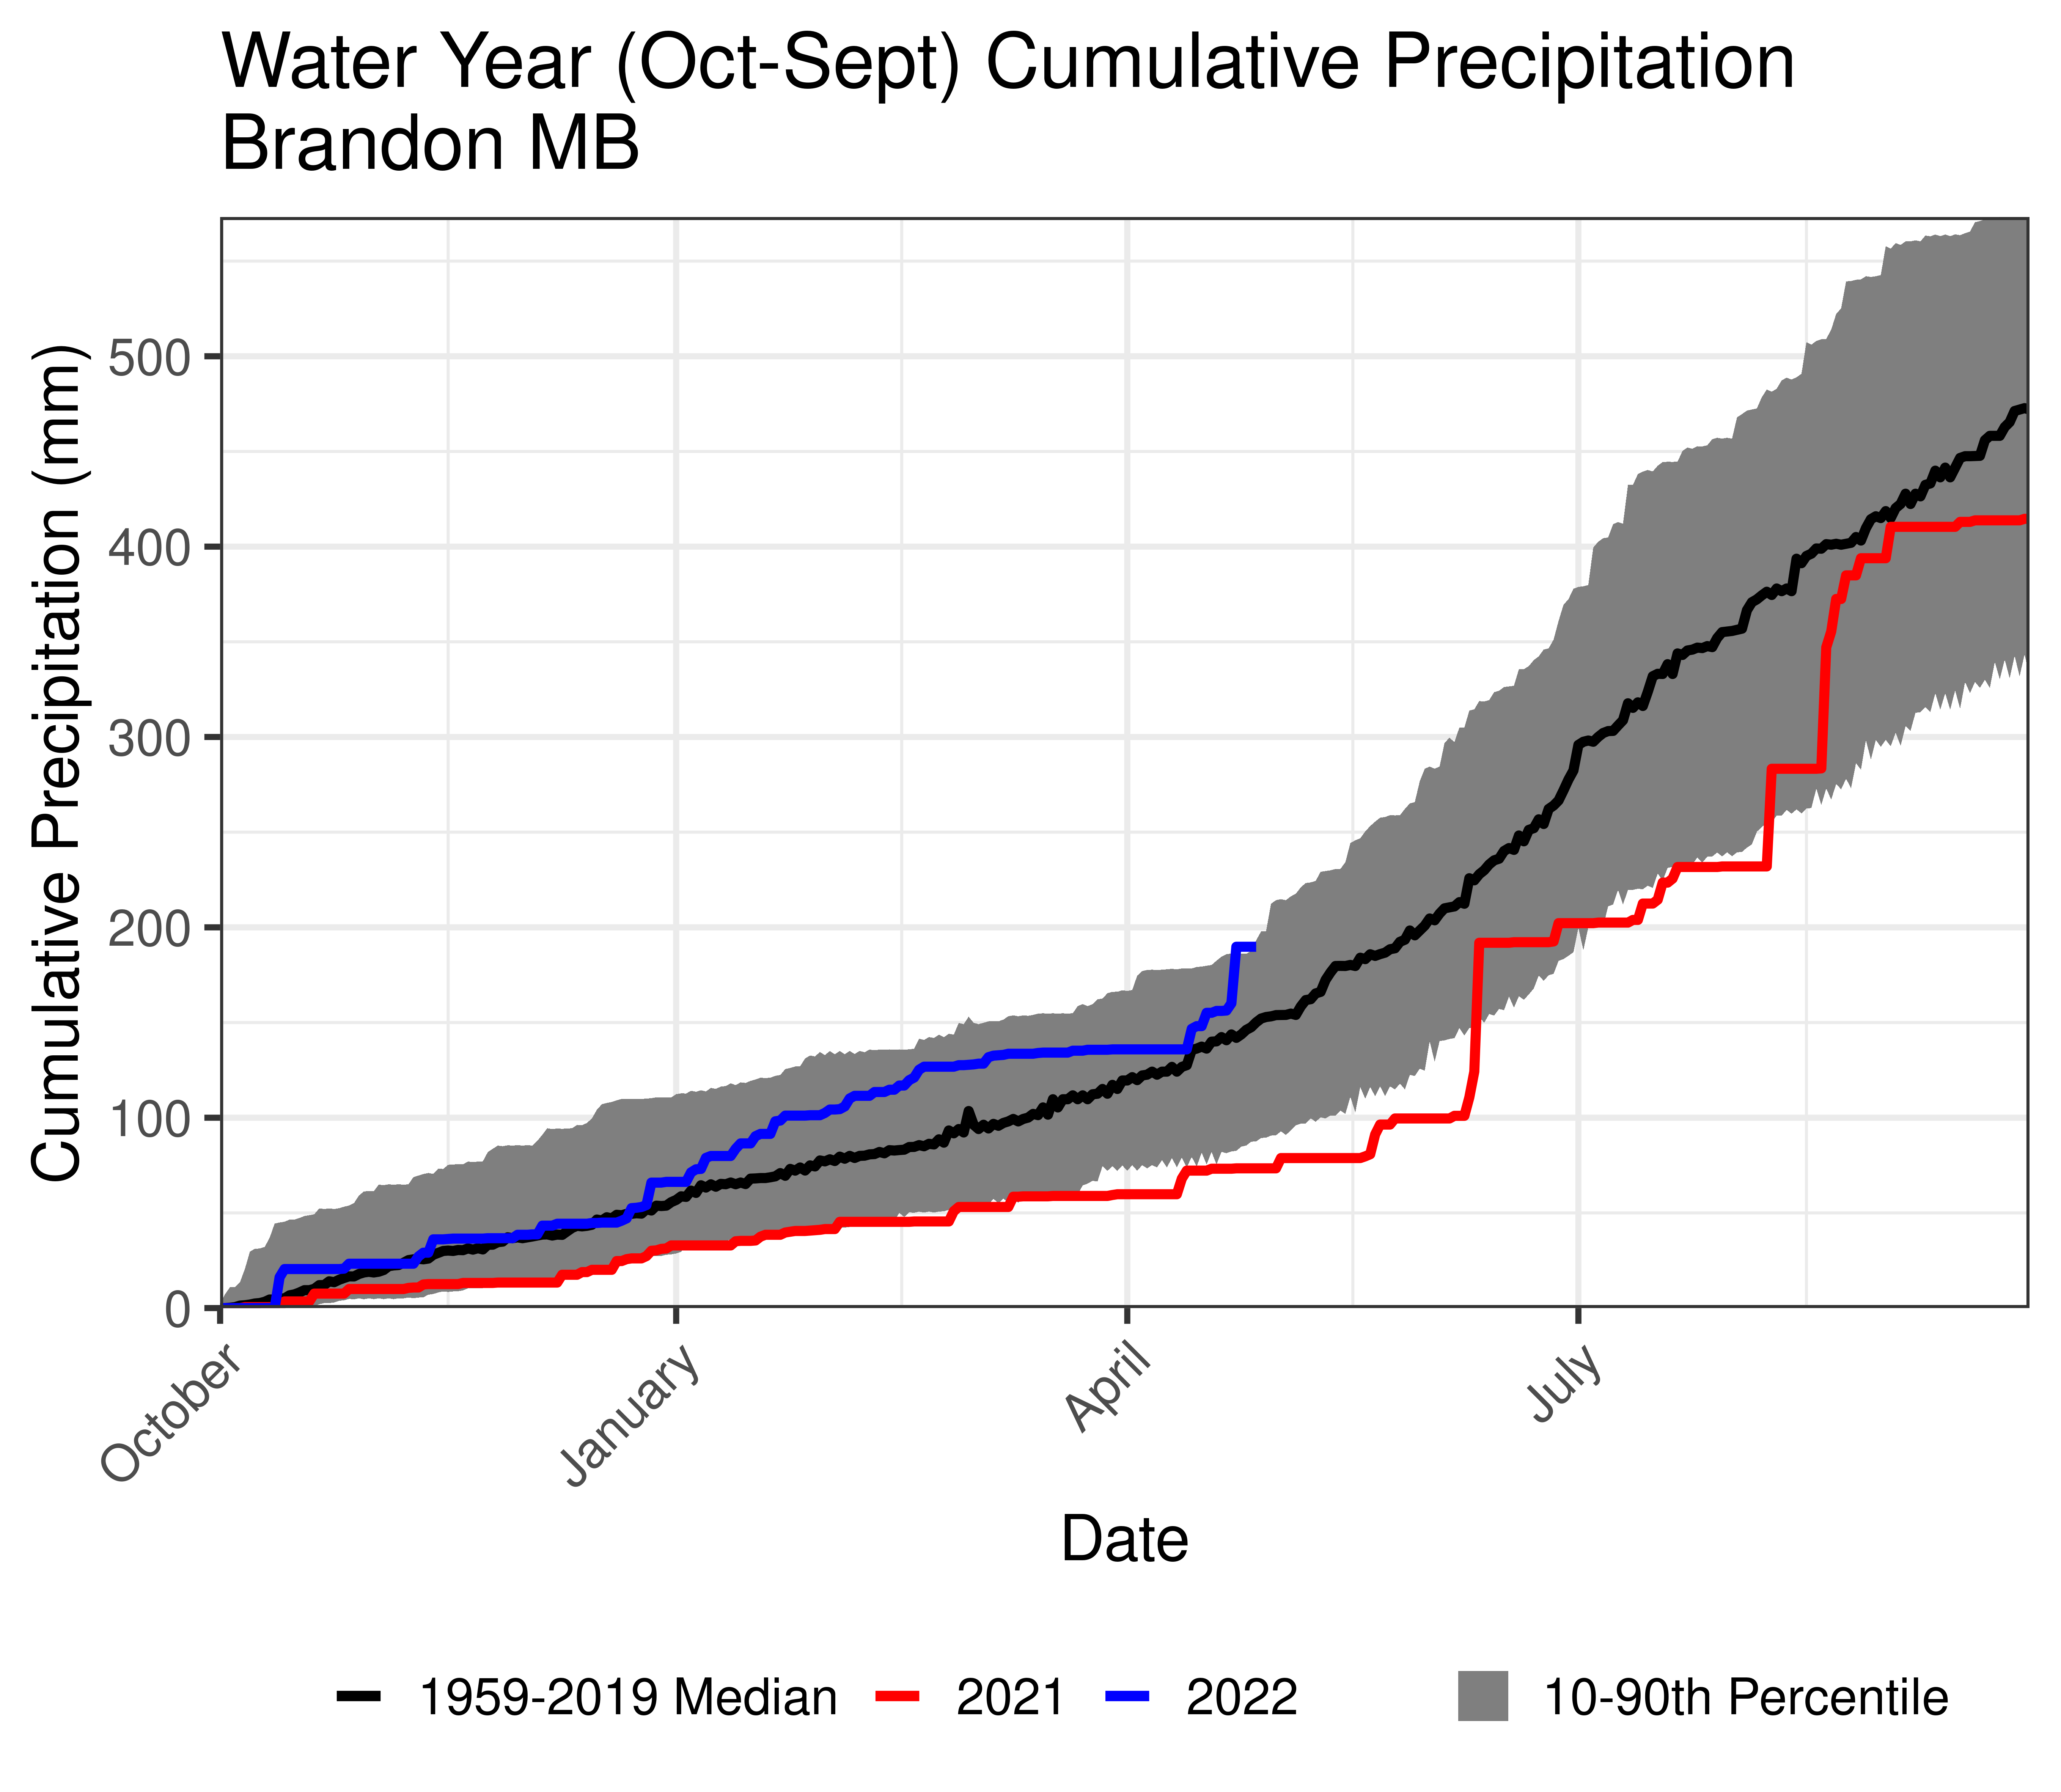 Water Year (Oct-Sept) Cumulative Precipitation
Brandon MB
Cumulative Precipitation (mm)
500
400
300
200
100
0
October
January
April
July
Date
1959-2019 Median
2021
2022
10-90th Percentile